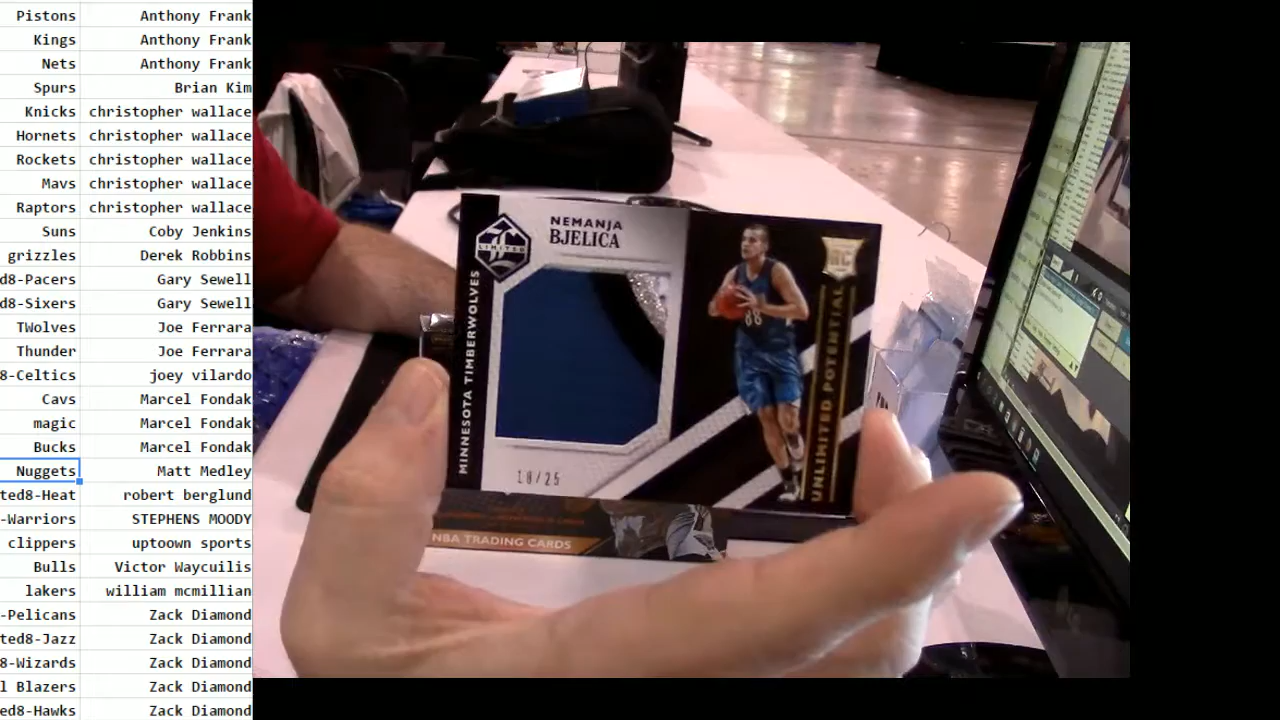 Pistons Anthony Frank
Kings Anthony Frank
Nets Anthony Frank
Spurs Brian Kim
Knicks christopher wallace
Hornets christopher wallace
Rockets christopher wallace
Mavs christopher wallace
Raptors christopher wallace
Suns Coby Jenkins
grizzles Derek Robbins
d8-Pacers Gary Sewell
d8-Sixers Gary Sewell
TWolves Joe Ferrara
Thunder Joe Ferrara
8-Celtics joey vilardo
Cavs Marcel Fondak
magic Marcel Fondak
Bucks Marcel Fondak
Nuggets Matt Medley
ted8-Heat robert berglund
-Warriors STEPHENS MOODY
clippers uptoown sports
Bulls Victor Waycuilis
lakers william mcmillian
-Pelicans Zack Diamond
ted8-Jazz Zack Diamond
8-Wizards Zack Diamond
l Blazers Zack Diamond
ed8-Hawks Zack Diamond
LIMITED
NEMANJA
BJELICA
MINNESOTA TIMBERWOLVES
18/25
RC
88
UNLIMITED POTENTIAL
NBA TRADING CARDS